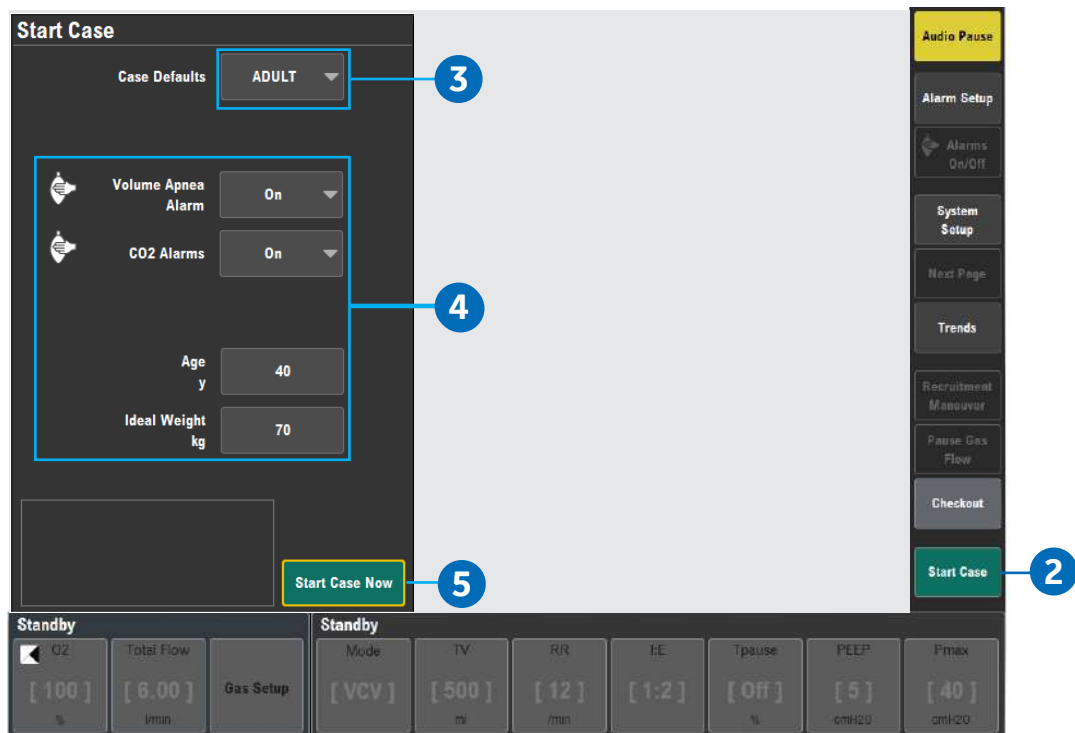 Start Case
Case Defaults
ADULT
3
Volume Apnea
Alarm
On
CO2 Alarms
On
4
Age
y
40
Ideal Weight
kg
70
Start Case Now
5
Audio Pause
Alarm Setup
Alarms
On/Off
System
Setup
Next Page
Trends
Recruitment
Maneuver
Pause Gas
Flow
Checkout
Start Case
2
Standby
O2
[ 100 ]
%
Total Flow
[ 6.00 ]
l/min
Gas Setup
Standby
Mode
[ VCV ]
TV
[ 500 ]
ml
RR
[ 12 ]
/min
I:E
[ 1:2 ]
Tpause
[ Off ]
%
PEEP
[ 5 ]
cmH2O
Pmax
[ 40 ]
cmH2O